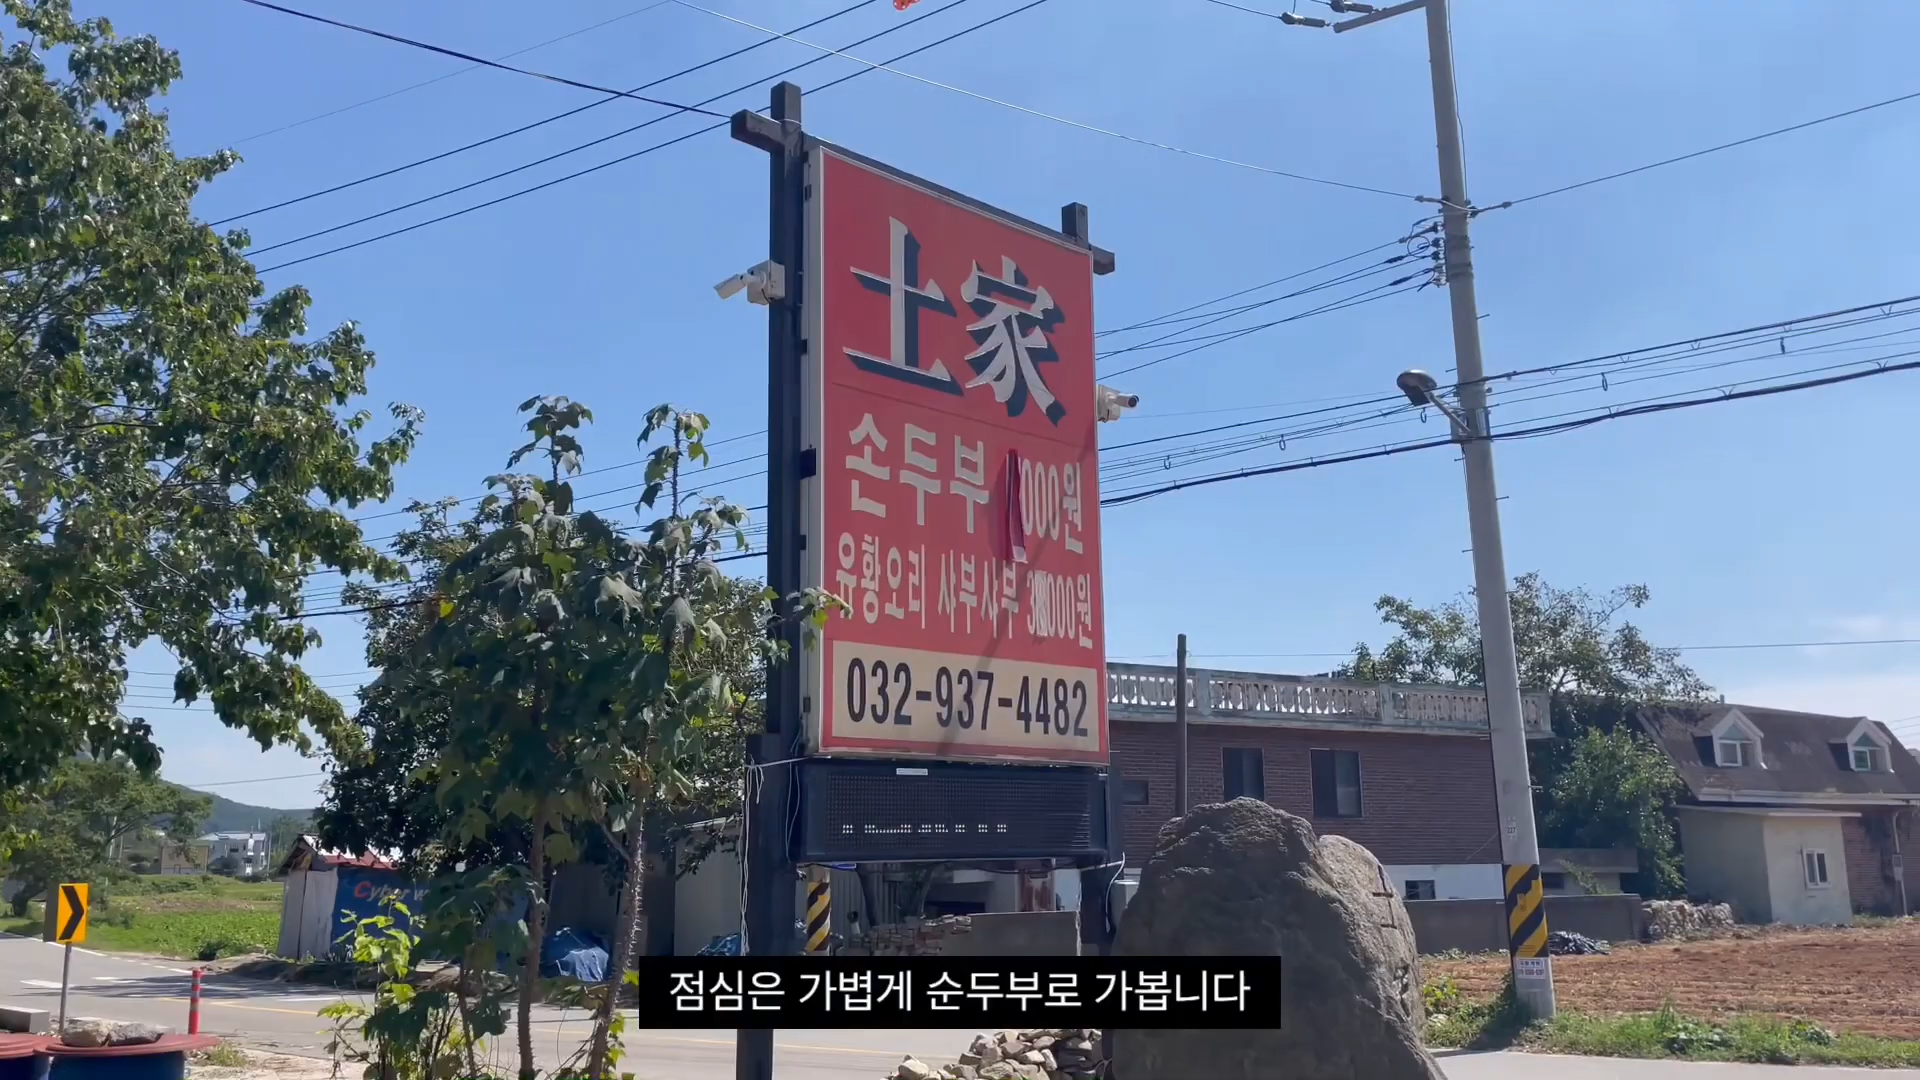 土家
손두부 000원
유황오리 샤부샤부 3 000원
032-937-4482
Cyber
점심은 가볍게 순두부로 가봅니다